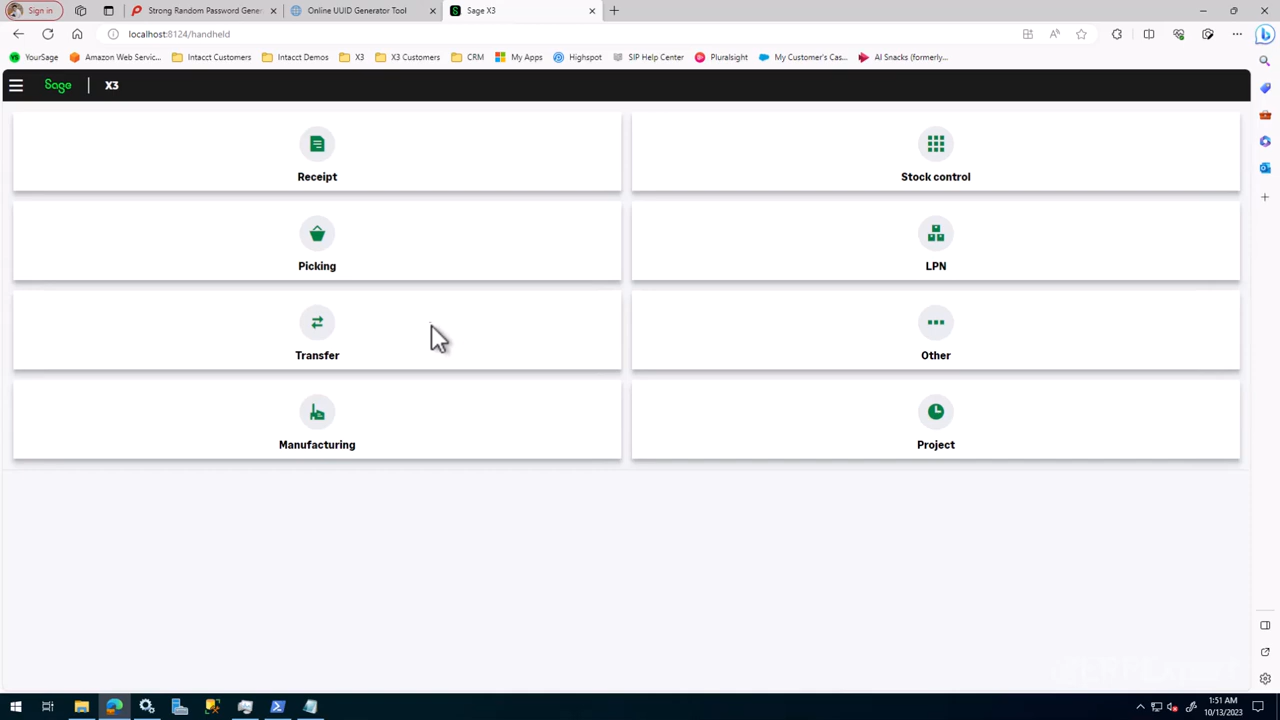 Sign in
Strong Random Password Gener
Online UUID Generator Tool
Sage X3
localhost:8124/handheld
YourSage
Amazon Web Servic...
Intacct Customers
Intacct Demos
X3
X3 Customers
CRM
My Apps
Highspot
SIP Help Center
Pluralsight
My Customer's Cas...
AI Snacks (formerly...
Sage
X3
Receipt
Stock control
Picking
LPN
Transfer
Other
Manufacturing
Project
1:51 AM
10/13/2023